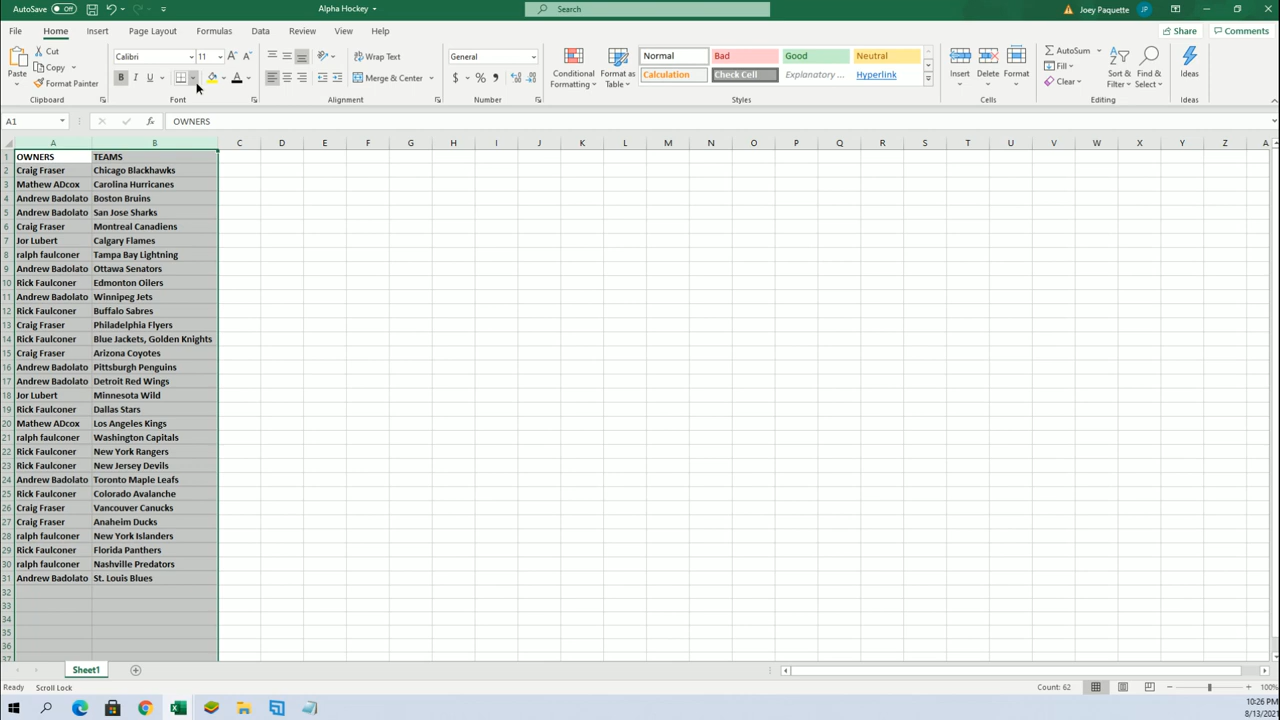 AutoSave Off Alpha Hockey Search Joey Paquette JP
File Home Insert Page Layout Formulas Data Review View Help Share Comments
Paste Cut Copy Format Painter Clipboard
Calibri 11 B I U A Font
Wrap Text Merge & Center Alignment
General $ % , Number
Conditional Formatting Format as Table Normal Bad Good Neutral
Calculation Check Cell Explanatory ... Hyperlink Styles
Insert Delete Format Cells
AutoSum Fill Clear Sort & Filter Find & Select Editing
Ideas Ideas
A1 fx OWNERS
A B C D E F G H I J K L M N O P Q R S T U V W X Y Z A
1 OWNERS TEAMS
2 Craig Fraser Chicago Blackhawks
3 Mathew ADcox Carolina Hurricanes
4 Andrew Badolato Boston Bruins
5 Andrew Badolato San Jose Sharks
6 Craig Fraser Montreal Canadiens
7 Jor Lubert Calgary Flames
8 ralph faulconer Tampa Bay Lightning
9 Andrew Badolato Ottawa Senators
10 Rick Faulconer Edmonton Oilers
11 Andrew Badolato Winnipeg Jets
12 Rick Faulconer Buffalo Sabres
13 Craig Fraser Philadelphia Flyers
14 Rick Faulconer Blue Jackets, Golden Knights
15 Craig Fraser Arizona Coyotes
16 Andrew Badolato Pittsburgh Penguins
17 Andrew Badolato Detroit Red Wings
18 Jor Lubert Minnesota Wild
19 Rick Faulconer Dallas Stars
20 Mathew ADcox Los Angeles Kings
21 ralph faulconer Washington Capitals
22 Rick Faulconer New York Rangers
23 Rick Faulconer New Jersey Devils
24 Andrew Badolato Toronto Maple Leafs
25 Rick Faulconer Colorado Avalanche
26 Craig Fraser Vancouver Canucks
27 Craig Fraser Anaheim Ducks
28 ralph faulconer New York Islanders
29 Rick Faulconer Florida Panthers
30 ralph faulconer Nashville Predators
31 Andrew Badolato St. Louis Blues
32
33
34
35
36
37
Sheet1
Ready Scroll Lock Count: 62 100%
10:26 PM
8/13/2021